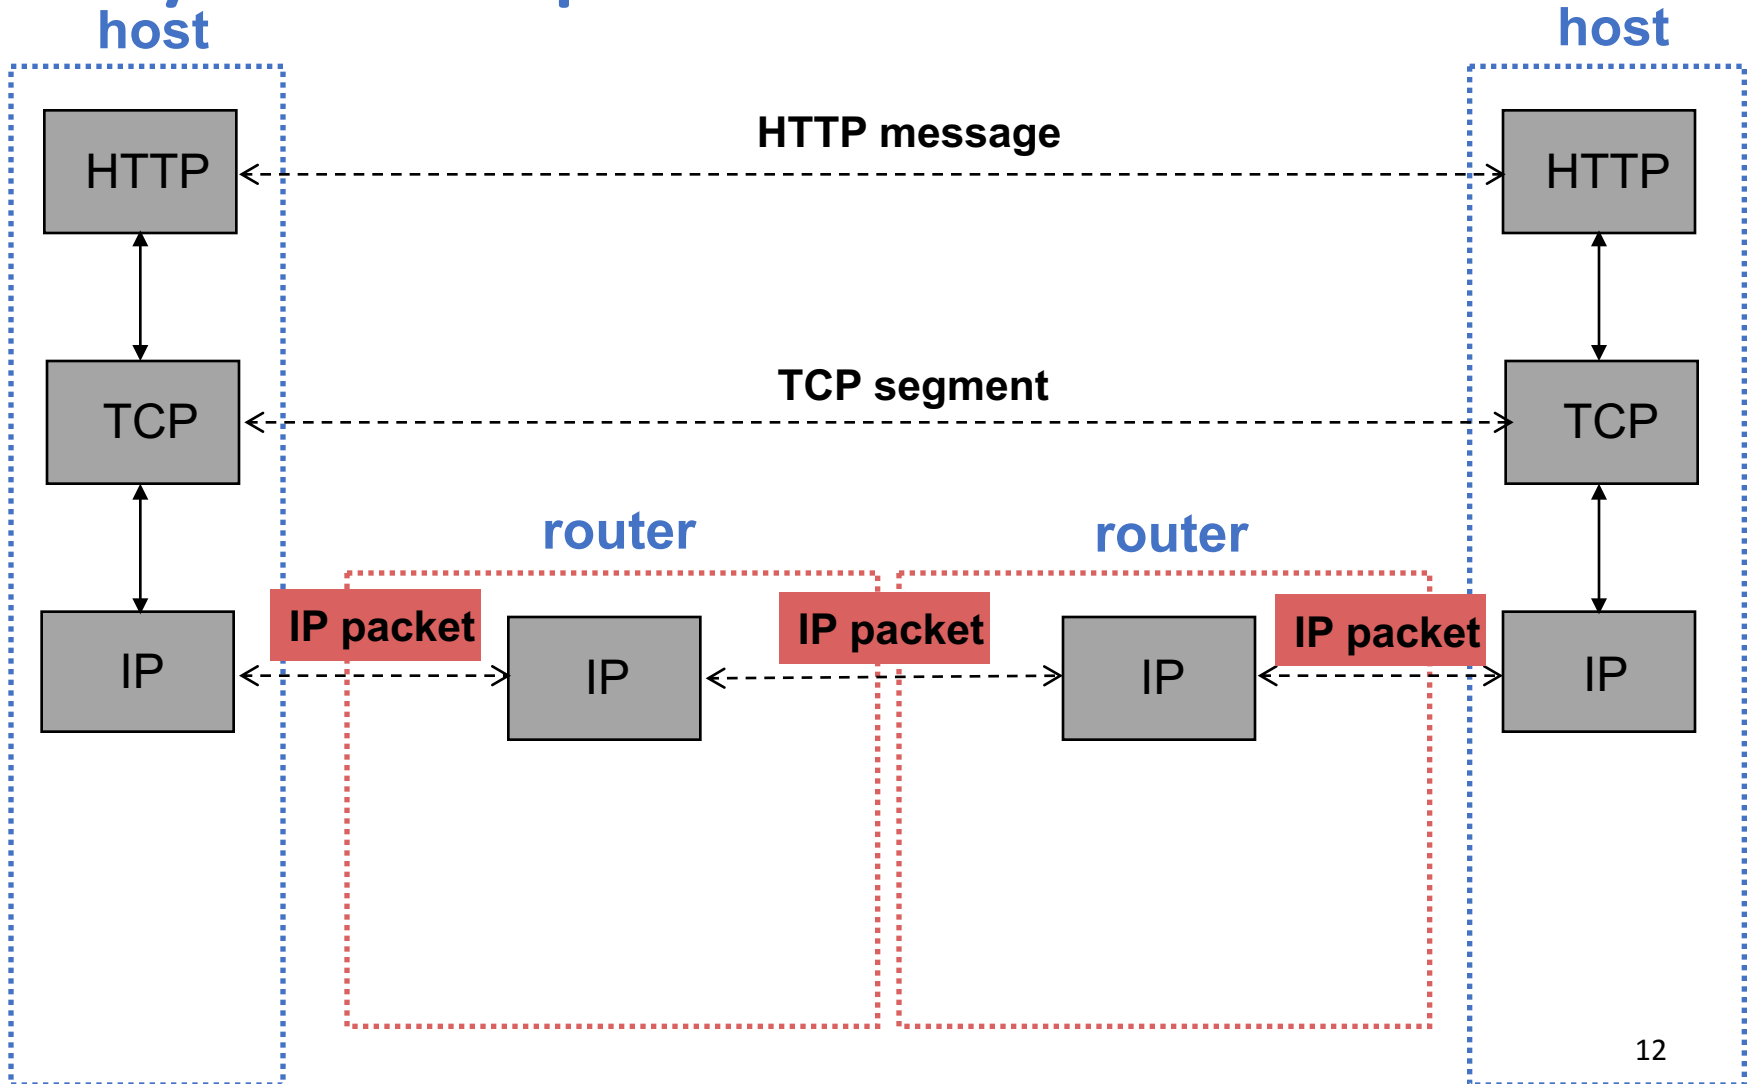 host
host
HTTP message
HTTP
HTTP
TCP segment
TCP
TCP
router
router
IP packet
IP packet
IP packet
IP
IP
IP
IP
12